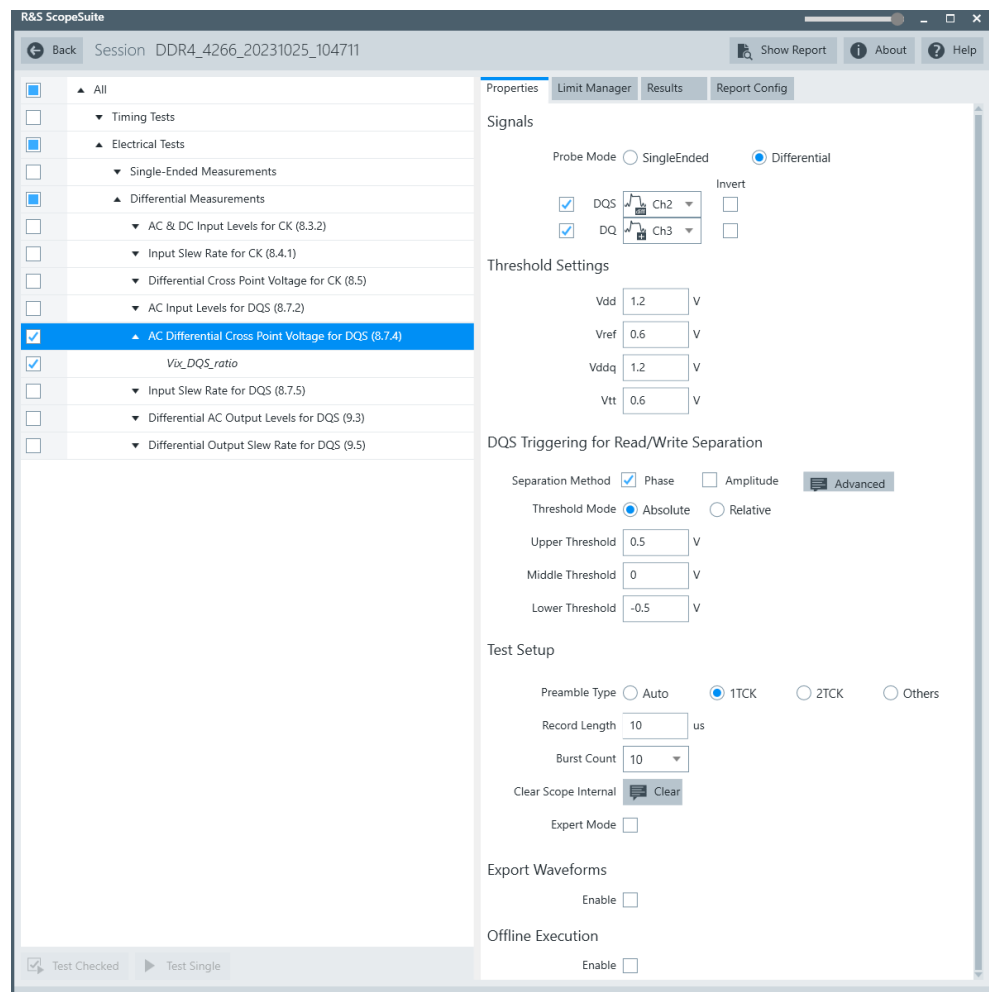 R&S ScopeSuite
Back Session DDR4_4266_20231025_104711 Show Report About Help
All
Timing Tests
Electrical Tests
Single-Ended Measurements
Differential Measurements
AC & DC Input Levels for CK (8.3.2)
Input Slew Rate for CK (8.4.1)
Differential Cross Point Voltage for CK (8.5)
AC Input Levels for DQS (8.7.2)
AC Differential Cross Point Voltage for DQS (8.7.4)
Vix_DQS_ratio
Input Slew Rate for DQS (8.7.5)
Differential AC Output Levels for DQS (9.3)
Differential Output Slew Rate for DQS (9.5)
Test Checked Test Single
Properties Limit Manager Results Report Config
Signals
Probe Mode SingleEnded Differential
Invert
DQS Ch2
DQ Ch3
Threshold Settings
Vdd 1.2 V
Vref 0.6 V
Vddq 1.2 V
Vtt 0.6 V
DQS Triggering for Read/Write Separation
Separation Method Phase Amplitude Advanced
Threshold Mode Absolute Relative
Upper Threshold 0.5 V
Middle Threshold 0 V
Lower Threshold -0.5 V
Test Setup
Preamble Type Auto 1TCK 2TCK Others
Record Length 10 us
Burst Count 10
Clear Scope Internal Clear
Expert Mode
Export Waveforms
Enable
Offline Execution
Enable